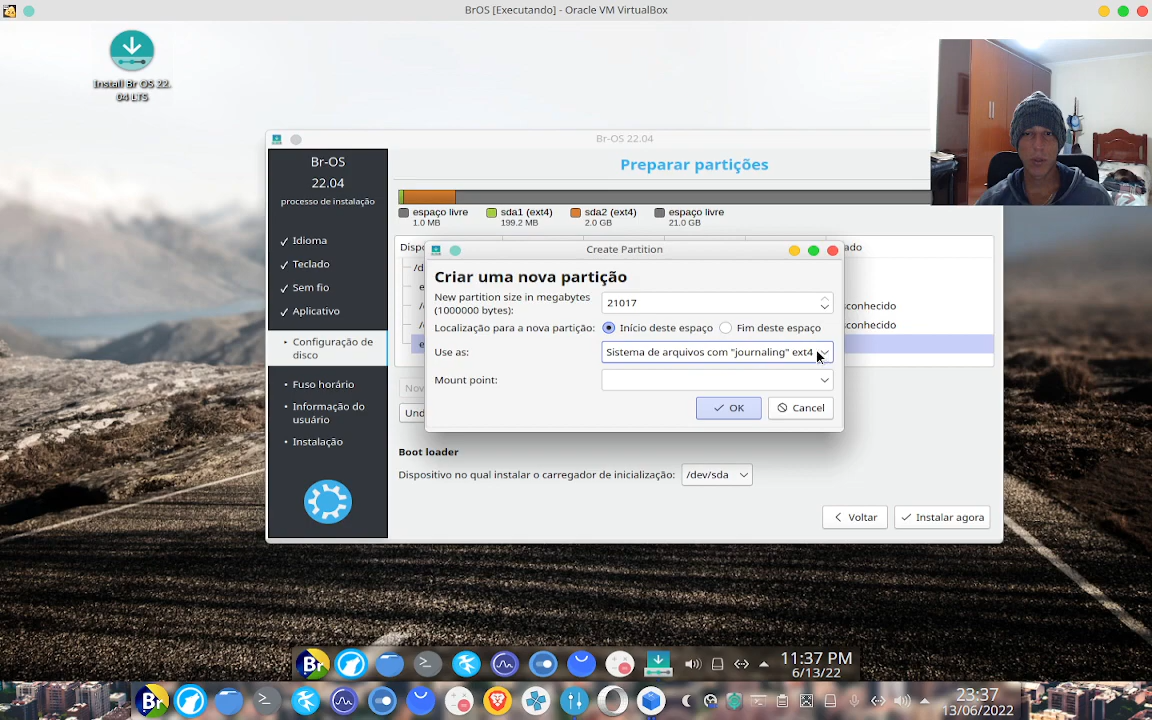 BrOS [Executando] - Oracle VM VirtualBox
Install Br OS 22.
04 LTS
Br-OS 22.04
Br-OS
22.04
processo de instalação
✓ Idioma
✓ Teclado
✓ Sem fio
✓ Aplicativo
• Configuração de
disco
• Fuso horário
• Informação do
usuário
• Instalação
Preparar partições
espaço livre
1.0 MB
sda1 (ext4)
199.2 MB
sda2 (ext4)
2.0 GB
espaço livre
21.0 GB
Create Partition
Criar uma nova partição
New partition size in megabytes
(1000000 bytes):
21017
Localização para a nova partição:
Início deste espaço
Fim deste espaço
Use as:
Sistema de arquivos com "journaling" ext4
Mount point:
OK
Cancel
Boot loader
Dispositivo no qual instalar o carregador de inicialização:
/dev/sda
Voltar
Instalar agora
Br
11:37 PM
6/13/22
Br
23:37
13/06/2022